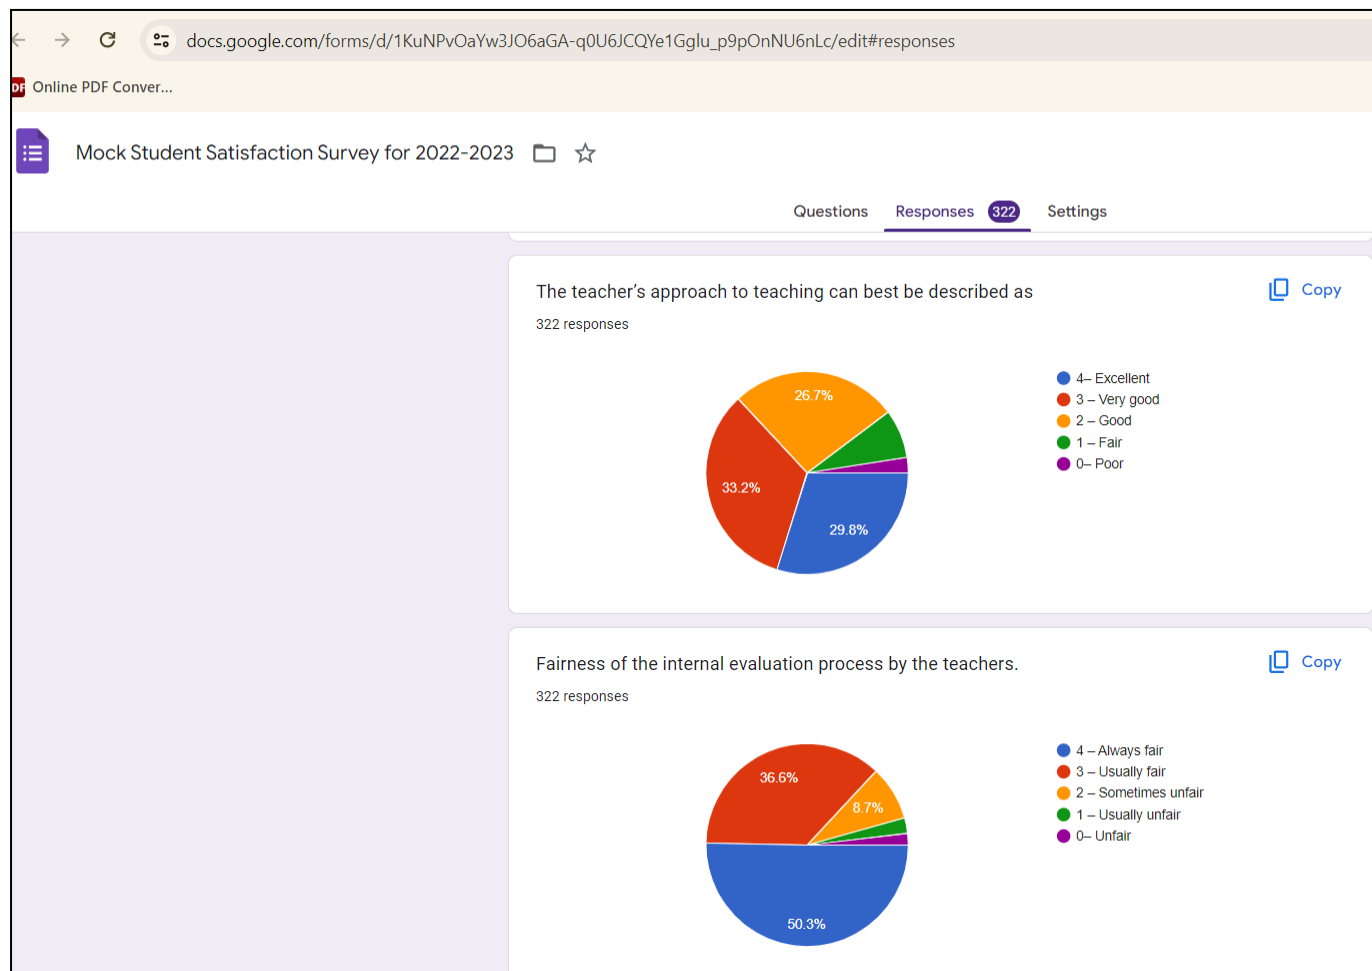 docs.google.com/forms/d/1KuNPvOaYw3JO6aGA-q0U6JCQYe1Gglu_p9pOnNU6nLc/edit#responses
DF Online PDF Conver...
Mock Student Satisfaction Survey for 2022-2023
Questions Responses 322 Settings
The teacher’s approach to teaching can best be described as
Copy
322 responses
26.7%
33.2%
29.8%
4– Excellent
3 – Very good
2 – Good
1 – Fair
0– Poor
Fairness of the internal evaluation process by the teachers.
Copy
322 responses
36.6%
8.7%
50.3%
4 – Always fair
3 – Usually fair
2 – Sometimes unfair
1 – Usually unfair
0– Unfair